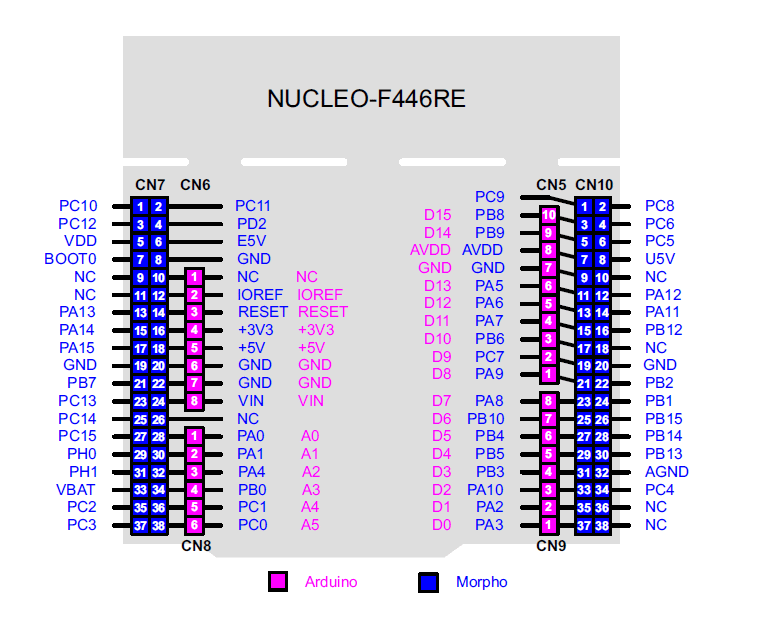 NUCLEO-F446RE
CN7 CN6 CN5 CN10
PC9
PC10 1 2 PC11 D15 PB8 10 1 2 PC8
PC12 3 4 PD2 D14 PB9 9 3 4 PC6
VDD 5 6 E5V AVDD AVDD 8 5 6 PC5
BOOT0 7 8 GND GND GND 7 7 8 U5V
NC 9 10 1 NC NC D13 PA5 6 9 10 NC
NC 11 12 2 IOREF IOREF D12 PA6 5 11 12 PA12
PA13 13 14 3 RESET RESET D11 PA7 4 13 14 PA11
PA14 15 16 4 +3V3 +3V3 D10 PB6 3 15 16 PB12
PA15 17 18 5 +5V +5V D9 PC7 2 17 18 NC
GND 19 20 6 GND GND D8 PA9 1 19 20 GND
PB7 21 22 7 GND GND 21 22 PB2
PC13 23 24 8 VIN VIN D7 PA8 8 23 24 PB1
PC14 25 26 NC D6 PB10 7 25 26 PB15
PC15 27 28 1 PA0 A0 D5 PB4 6 27 28 PB14
PH0 29 30 2 PA1 A1 D4 PB5 5 29 30 PB13
PH1 31 32 3 PA4 A2 D3 PB3 4 31 32 AGND
VBAT 33 34 4 PB0 A3 D2 PA10 3 33 34 PC4
PC2 35 36 5 PC1 A4 D1 PA2 2 35 36 NC
PC3 37 38 6 PC0 A5 D0 PA3 1 37 38 NC
CN8 CN9
Arduino Morpho